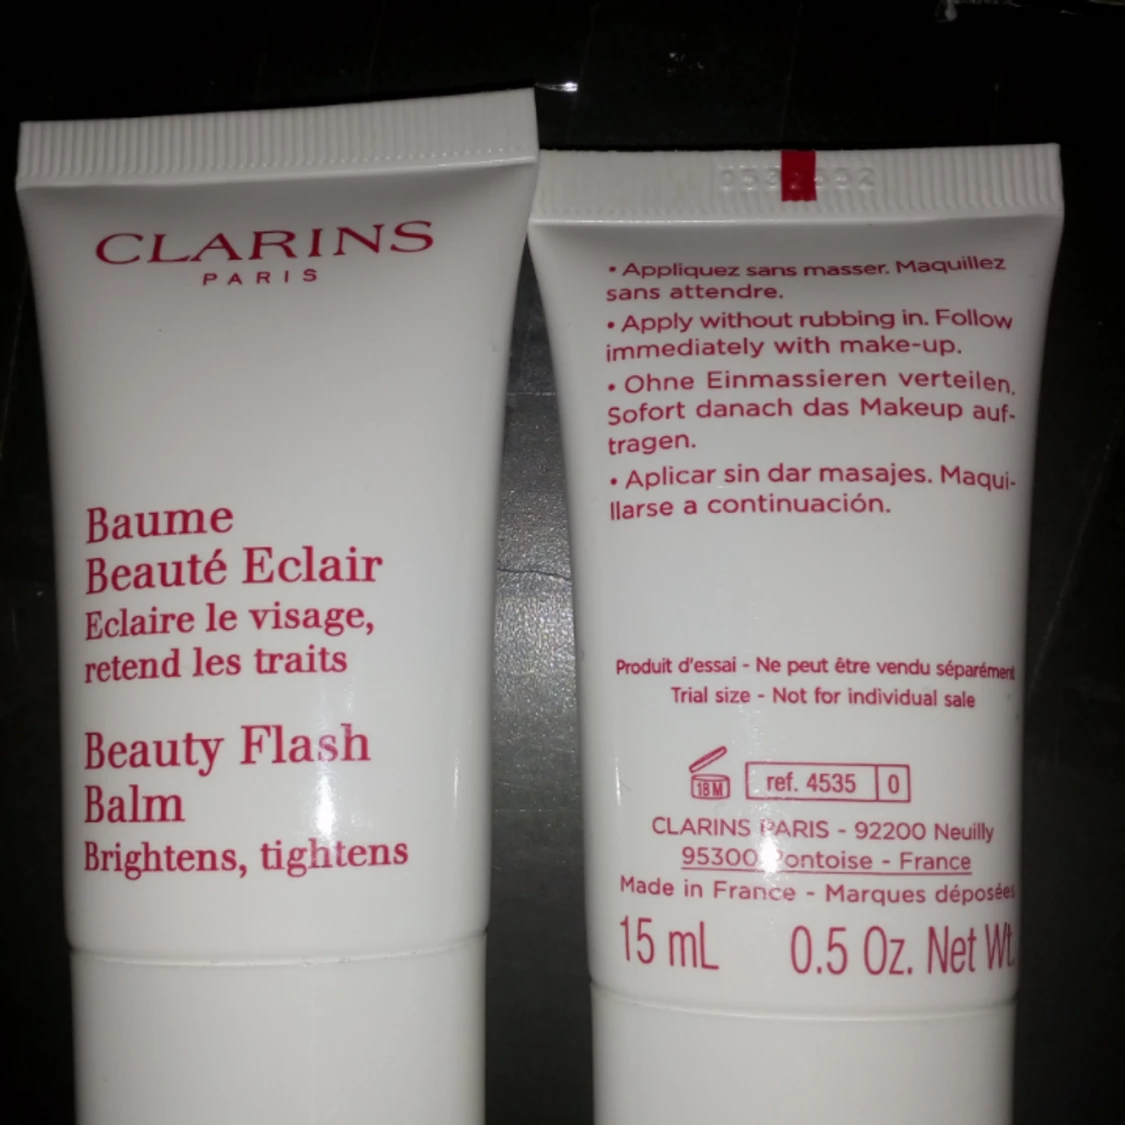 CLARINS
PARIS
Baume
Beauté Eclair
Eclaire le visage,
retend les traits
Beauty Flash
Balm
Brightens, tightens
• Appliquez sans masser. Maquillez
sans attendre.
• Apply without rubbing in. Follow
immediately with make-up.
• Ohne Einmassieren verteilen.
Sofort danach das Makeup auf-
tragen.
• Aplicar sin dar masajes. Maqui-
llarse a continuación.
Produit d'essai - Ne peut être vendu séparément
Trial size - Not for individual sale
18 M
ref. 4535 0
CLARINS PARIS - 92200 Neuilly
95300 Pontoise - France
Made in France - Marques déposées
15 mL 0.5 Oz. Net Wt.